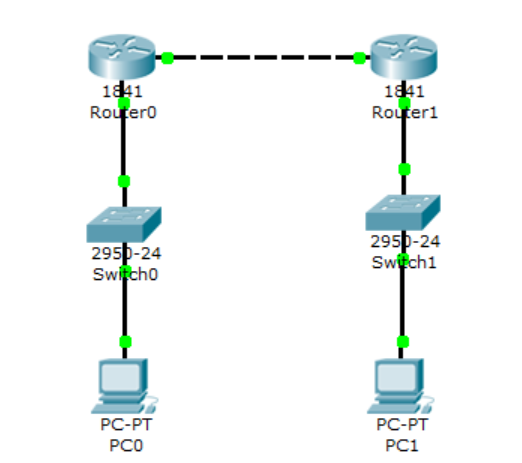 1841
Router0
1841
Router1
2950-24
Switch0
2950-24
Switch1
PC-PT
PC0
PC-PT
PC1